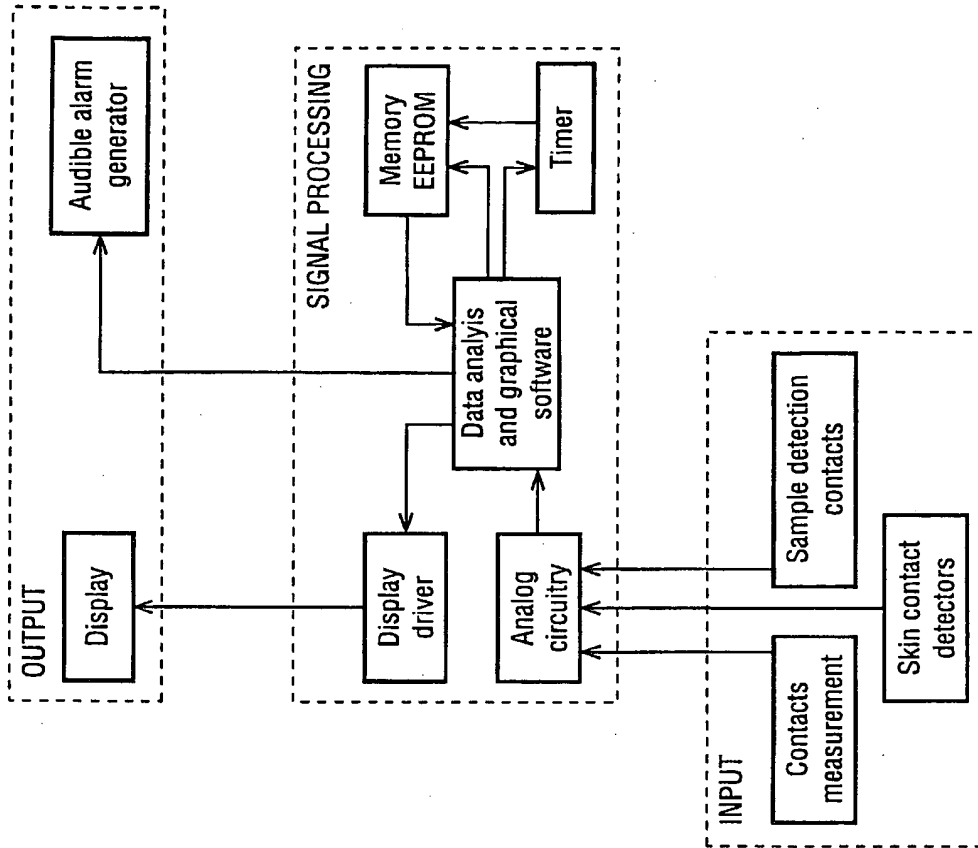 OUTPUT
Display
Audible alarm
generator
SIGNAL PROCESSING
Display
driver
Memory
EEPROM
Analog
circuitry
Data analyis
and graphical
software
Timer
INPUT
Contacts
measurement
Sample detection
contacts
Skin contact
detectors